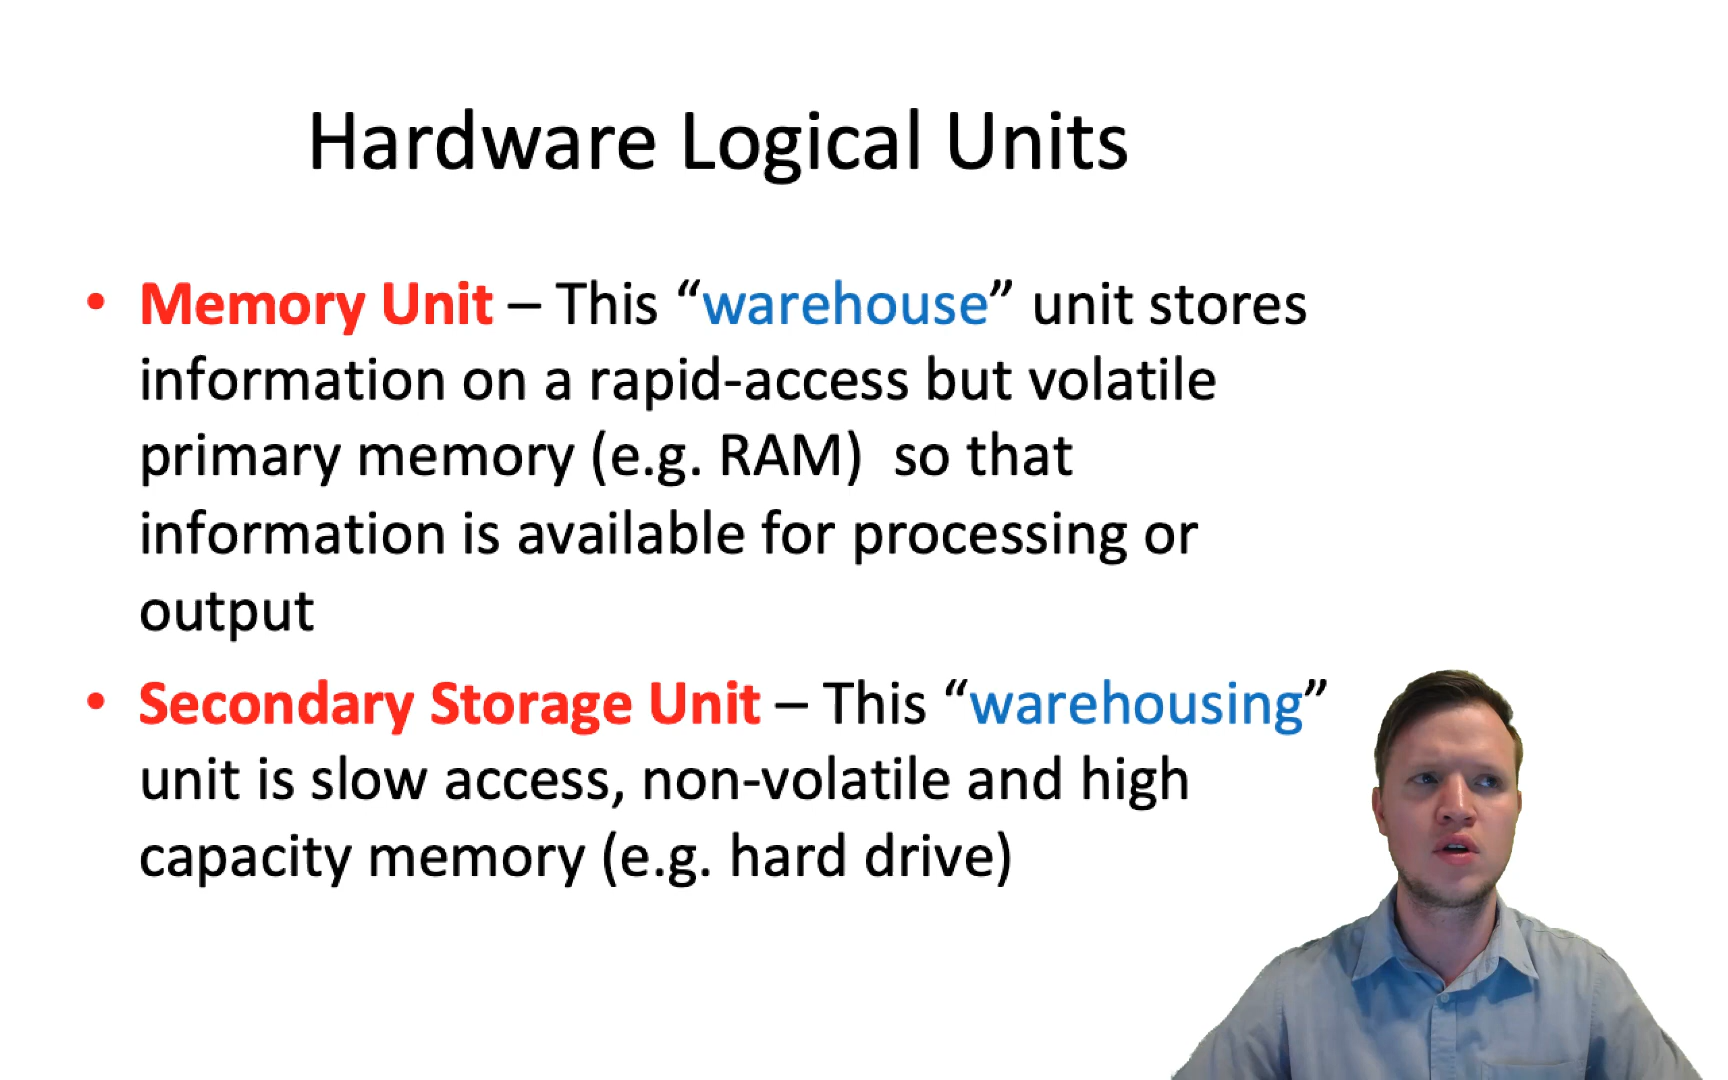 Hardware Logical Units
• Memory Unit – This “warehouse” unit stores
information on a rapid-access but volatile
primary memory (e.g. RAM)  so that
information is available for processing or
output
• Secondary Storage Unit – This “warehousing”
unit is slow access, non-volatile and high
capacity memory (e.g. hard drive)